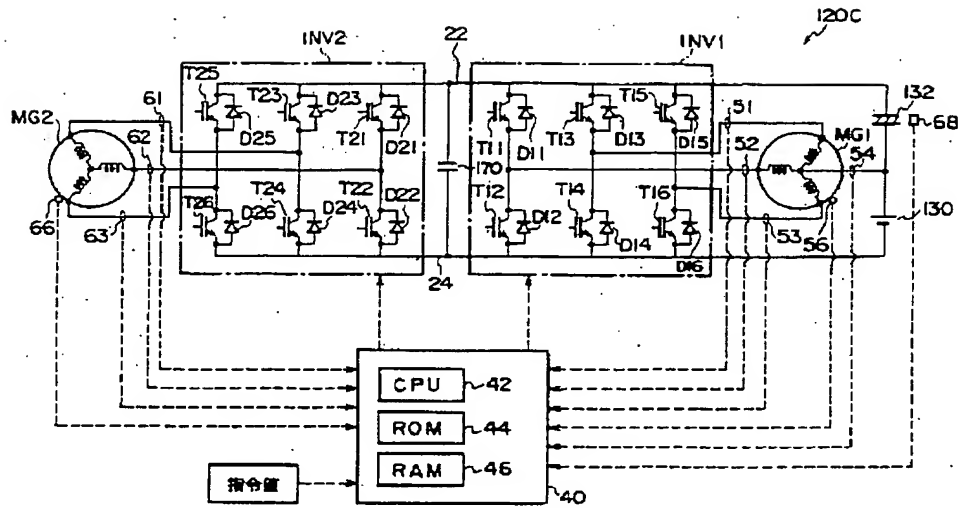 120C
INV2
INV1
T25
22
61
T23
D23
T15
51
132
68
MG2
62
D25
T21
D21
T11
D11
T13
D13
D15
52
MG1
54
170
T26
T24
T22
D22
T12
T14
T16
130
66
63
D26
D24
D12
D14
53
56
24
D16
CPU
42
ROM
44
RAM
46
指令値
40